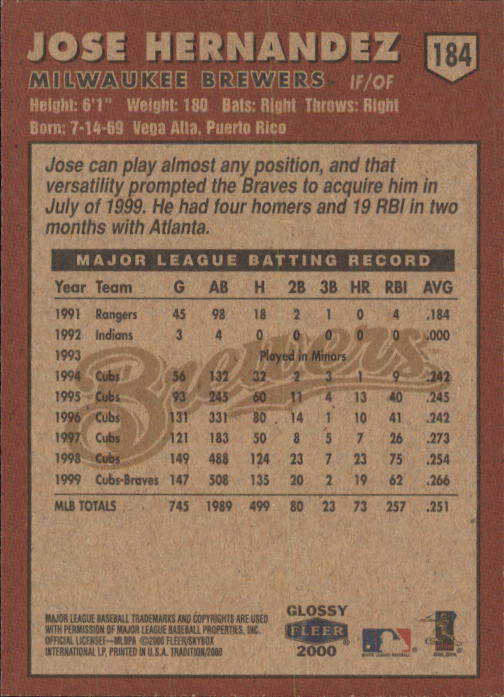 JOSE HERNANDEZ
184
MILWAUKEE BREWERS IF/OF
Height: 6'1" Weight: 180 Bats: Right Throws: Right
Born: 7-14-69 Vega Alta, Puerto Rico
Jose can play almost any position, and that
versatility prompted the Braves to acquire him in
July of 1999. He had four homers and 19 RBI in two
months with Atlanta.
MAJOR LEAGUE BATTING RECORD
Year Team G AB H 2B 3B HR RBI AVG
1991 Rangers 45 98 18 2 1 0 4 .184
1992 Indians 3 4 0 0 0 0 0 .000
1993 Played in Minors
1994 Cubs 56 132 32 2 3 1 9 .242
1995 Cubs 93 245 60 11 4 13 40 .245
1996 Cubs 131 331 80 14 1 10 41 .242
1997 Cubs 121 183 50 8 5 7 26 .273
1998 Cubs 149 488 124 23 7 23 75 .254
1999 Cubs-Braves 147 508 135 20 2 19 62 .266
MLB TOTALS 745 1989 499 80 23 73 257 .251
Brewers
MAJOR LEAGUE BASEBALL TRADEMARKS AND COPYRIGHTS ARE USED
WITH PERMISSION OF MAJOR LEAGUE BASEBALL PROPERTIES, INC.
OFFICIAL LICENSEE—MLBPA ©2000 FLEER/SKYBOX
INTERNATIONAL LP. PRINTED IN U.S.A. TRADITION/2000
GLOSSY
FLEER
2000